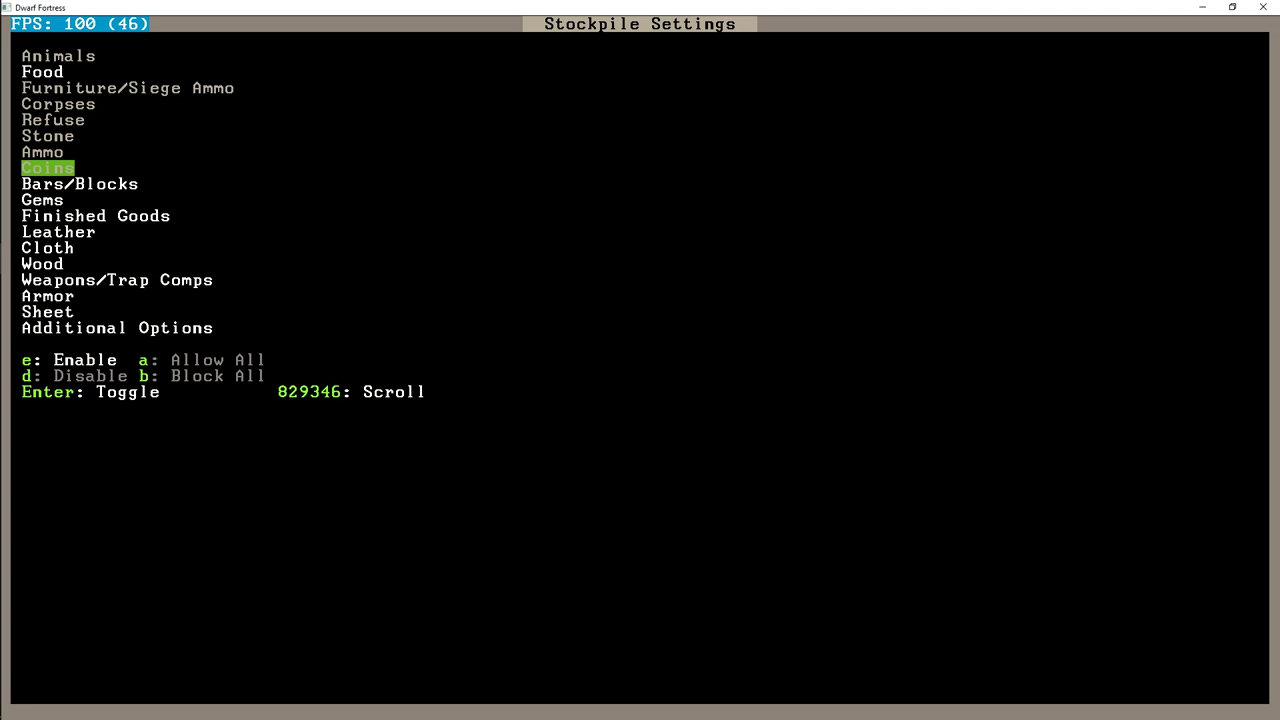 Dwarf Fortress
FPS: 100 (46)
Stockpile Settings
Animals
Food
Furniture/Siege Ammo
Corpses
Refuse
Stone
Ammo
Coins
Bars/Blocks
Gems
Finished Goods
Leather
Cloth
Wood
Weapons/Trap Comps
Armor
Sheet
Additional Options
e: Enable a: Allow All
d: Disable b: Block All
Enter: Toggle 829346: Scroll